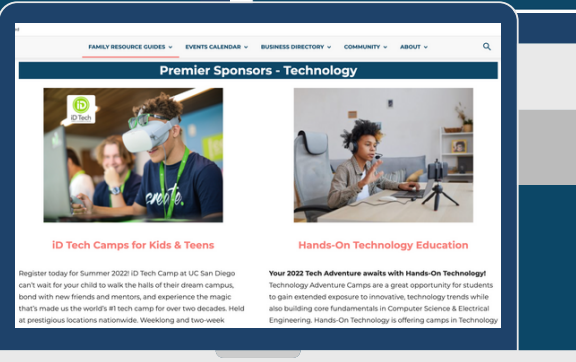 FAMILY RESOURCE GUIDES EVENTS CALENDAR BUSINESS DIRECTORY COMMUNITY ABOUT
Premier Sponsors - Technology
iD
iD Tech
create.
iD Tech Camps for Kids & Teens
Register today for Summer 2022! iD Tech Camp at UC San Diego
can't wait for your child to walk the halls of their dream campus,
bond with new friends and mentors, and experience the magic
that's made us the world's #1 tech camp for over two decades. Held
at prestigious locations nationwide. Weeklong and two-week
Hands-On Technology Education
Your 2022 Tech Adventure awaits with Hands-On Technology!
Technology Adventure Camps are a great opportunity for students
to gain extended exposure to innovative, technology trends while
also building core fundamentals in Computer Science & Electrical
Engineering. Hands-On Technology is offering camps in Technology